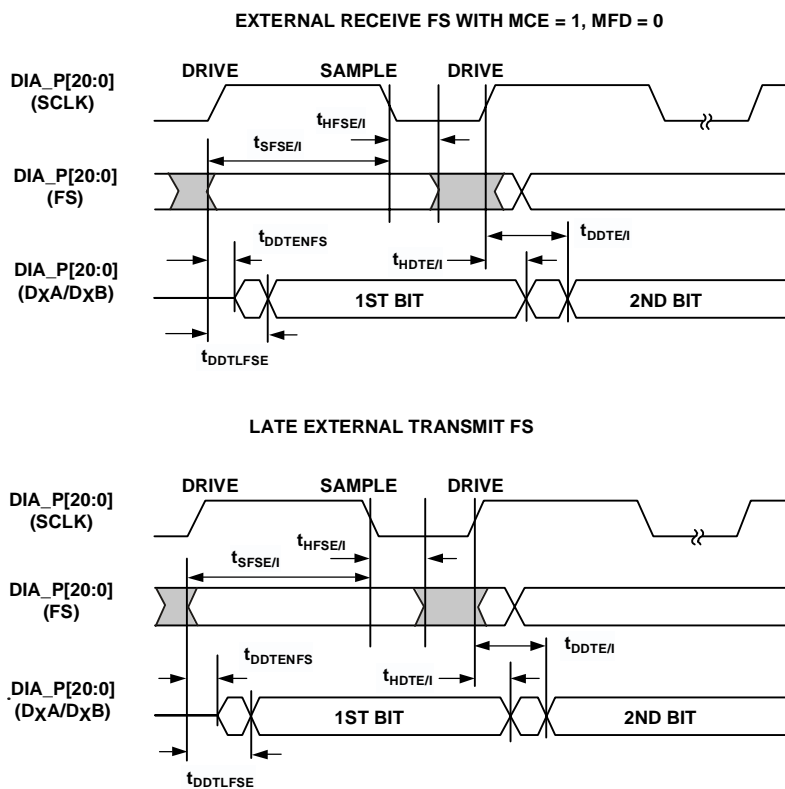 EXTERNAL RECEIVE FS WITH MCE = 1, MFD = 0
DRIVE SAMPLE DRIVE
DIA_P[20:0]
(SCLK)
tHFSE/I
tSFSE/I
DIA_P[20:0]
(FS)
tDDTENFS
tDDTE/I
tHDTE/I
DIA_P[20:0]
(DXA/DXB)
1ST BIT 2ND BIT
tDDTLFSE
LATE EXTERNAL TRANSMIT FS
DRIVE SAMPLE DRIVE
DIA_P[20:0]
(SCLK)
tHFSE/I
tSFSE/I
DIA_P[20:0]
(FS)
tDDTENFS
tDDTE/I
tHDTE/I
DIA_P[20:0]
(DXA/DXB)
1ST BIT 2ND BIT
tDDTLFSE